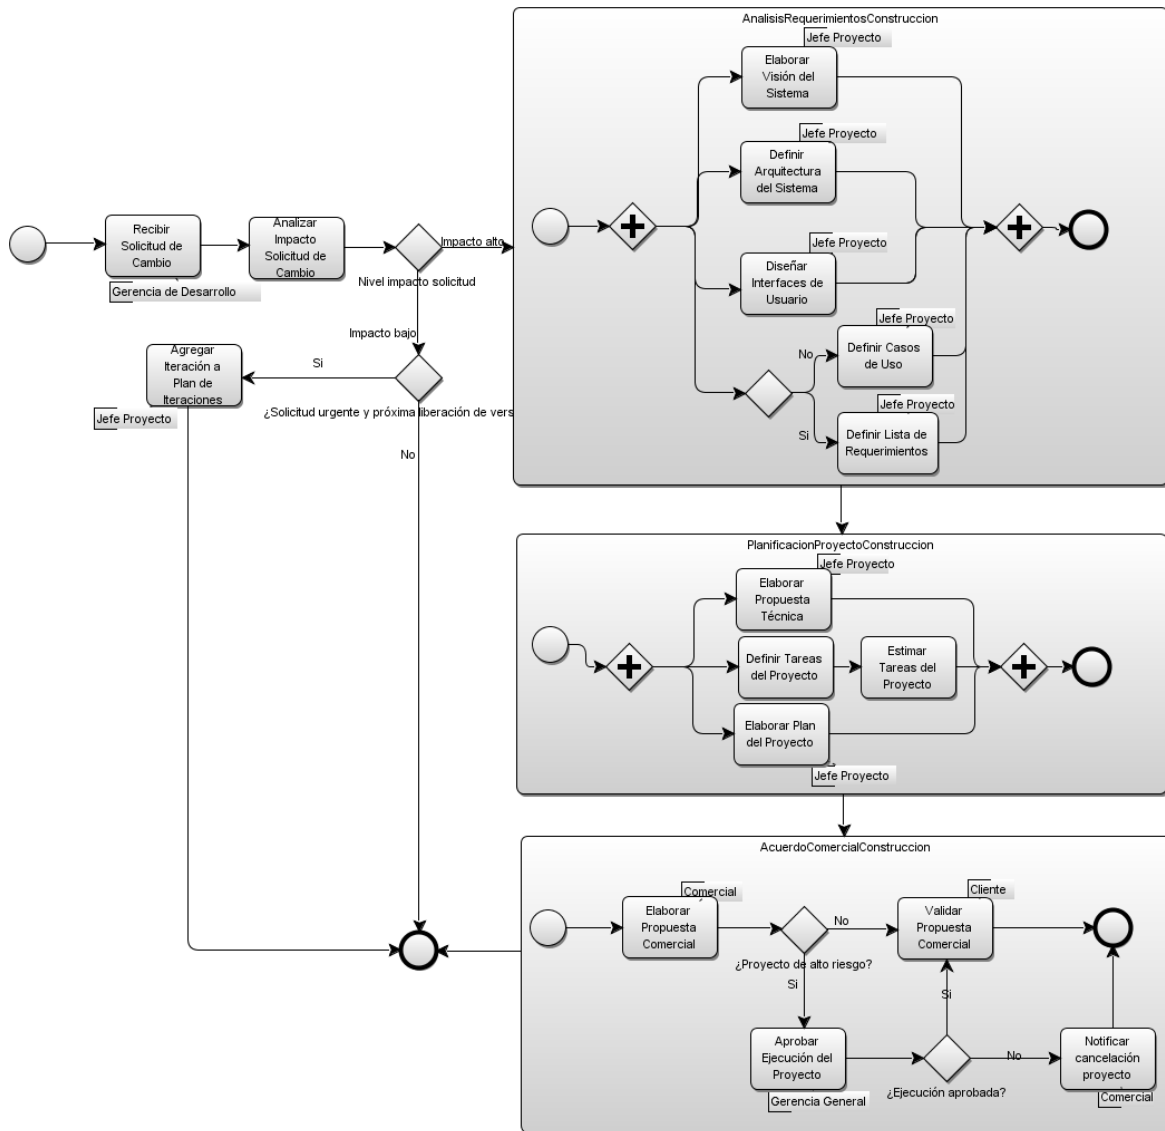 AnalisisRequerimientosConstruccion
Jefe Proyecto
Elaborar
Visión del
Sistema
Jefe Proyecto
Definir
Arquitectura
del Sistema
Recibir
Solicitud de
Cambio
Gerencia de Desarrollo
Analizar
Impacto
Solicitud de
Cambio
Impacto alto
Nivel impacto solicitud
Jefe Proyecto
Diseñar
Interfaces de
Usuario
Impacto bajo
Jefe Proyecto
No
Definir Casos
de Uso
Agregar
Iteración a
Plan de
Iteraciones
Jefe Proyecto
Si
¿Solicitud urgente y próxima liberación de vers
No
Jefe Proyecto
Si
Definir Lista de
Requerimientos
PlanificacionProyectoConstruccion
Jefe Proyecto
Elaborar
Propuesta
Técnica
Definir Tareas
del Proyecto
Estimar
Tareas del
Proyecto
Elaborar Plan
del Proyecto
Jefe Proyecto
AcuerdoComercialConstruccion
Comercial
Elaborar
Propuesta
Comercial
¿Proyecto de alto riesgo?
No
Cliente
Validar
Propuesta
Comercial
Si
Si
Aprobar
Ejecución del
Proyecto
Gerencia General
¿Ejecución aprobada?
No
Notificar
cancelación
proyecto
Comercial